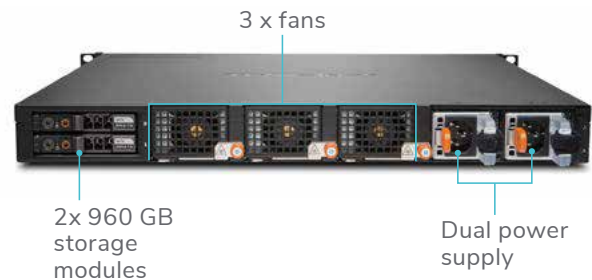 3 x fans
2x 960 GB
storage
modules
Dual power
supply